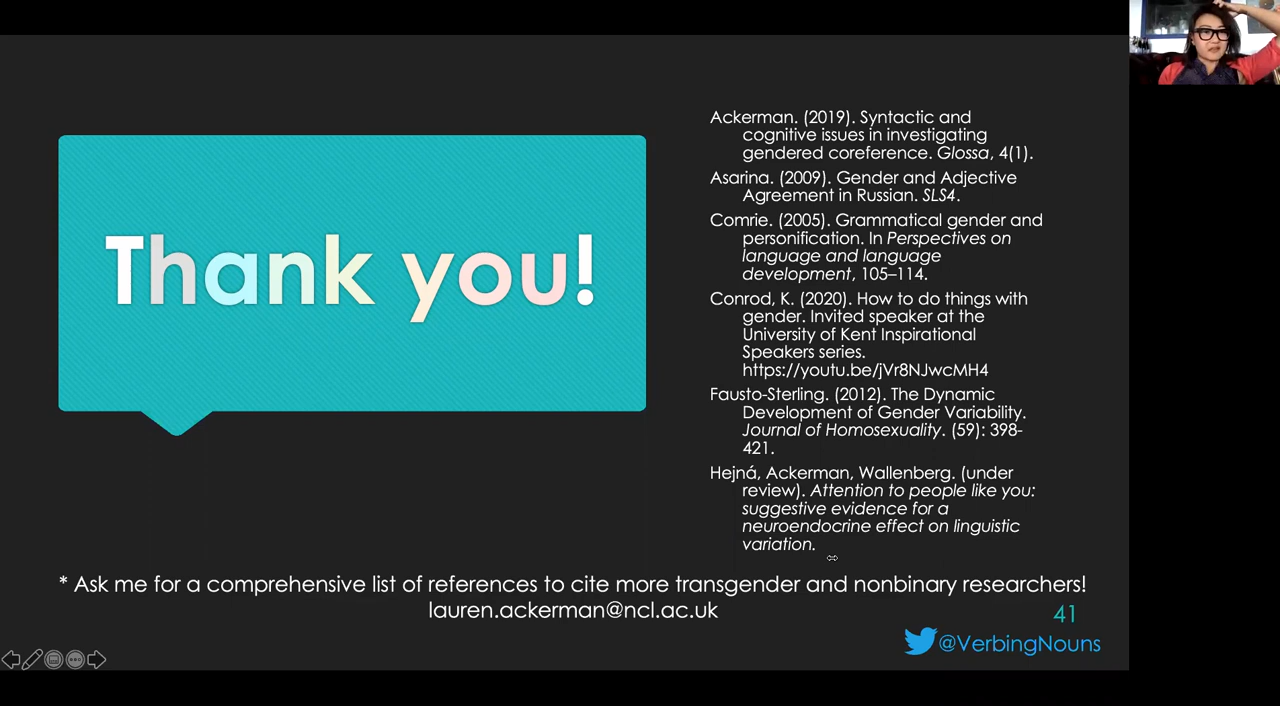 Thank you!
Ackerman. (2019). Syntactic and
cognitive issues in investigating
gendered coreference. Glossa, 4(1).
Asarina. (2009). Gender and Adjective
Agreement in Russian. SLS4.
Comrie. (2005). Grammatical gender and
personification. In Perspectives on
language and language
development, 105–114.
Conrod, K. (2020). How to do things with
gender. Invited speaker at the
University of Kent Inspirational
Speakers series.
https://youtu.be/jVr8NJwcMH4
Fausto-Sterling. (2012). The Dynamic
Development of Gender Variability.
Journal of Homosexuality. (59): 398-
421.
Hejná, Ackerman, Wallenberg. (under
review). Attention to people like you:
suggestive evidence for a
neuroendocrine effect on linguistic
variation.
* Ask me for a comprehensive list of references to cite more transgender and nonbinary researchers!
lauren.ackerman@ncl.ac.uk
41
@VerbingNouns